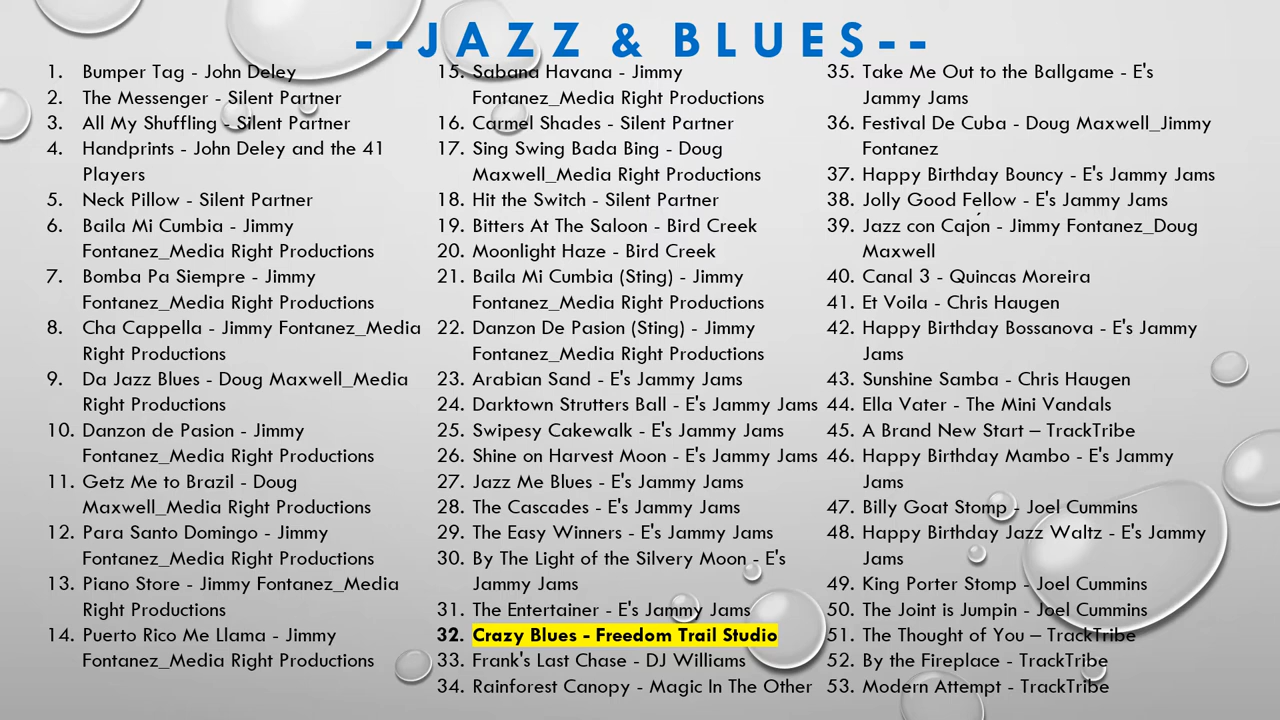 --JAZZ & BLUES--
1. Bumper Tag - John Deley
2. The Messenger - Silent Partner
3. All My Shuffling - Silent Partner
4. Handprints - John Deley and the 41
Players
5. Neck Pillow - Silent Partner
6. Baila Mi Cumbia - Jimmy
Fontanez_Media Right Productions
7. Bomba Pa Siempre - Jimmy
Fontanez_Media Right Productions
8. Cha Cappella - Jimmy Fontanez_Media
Right Productions
9. Da Jazz Blues - Doug Maxwell_Media
Right Productions
10. Danzon de Pasion - Jimmy
Fontanez_Media Right Productions
11. Getz Me to Brazil - Doug
Maxwell_Media Right Productions
12. Para Santo Domingo - Jimmy
Fontanez_Media Right Productions
13. Piano Store - Jimmy Fontanez_Media
Right Productions
14. Puerto Rico Me Llama - Jimmy
Fontanez_Media Right Productions
15. Sabana Havana - Jimmy
Fontanez_Media Right Productions
16. Carmel Shades - Silent Partner
17. Sing Swing Bada Bing - Doug
Maxwell_Media Right Productions
18. Hit the Switch - Silent Partner
19. Bitters At The Saloon - Bird Creek
20. Moonlight Haze - Bird Creek
21. Baila Mi Cumbia (Sting) - Jimmy
Fontanez_Media Right Productions
22. Danzon De Pasion (Sting) - Jimmy
Fontanez_Media Right Productions
23. Arabian Sand - E's Jammy Jams
24. Darktown Strutters Ball - E's Jammy Jams
25. Swipesy Cakewalk - E's Jammy Jams
26. Shine on Harvest Moon - E's Jammy Jams
27. Jazz Me Blues - E's Jammy Jams
28. The Cascades - E's Jammy Jams
29. The Easy Winners - E's Jammy Jams
30. By The Light of the Silvery Moon - E's
Jammy Jams
31. The Entertainer - E's Jammy Jams
32. Crazy Blues - Freedom Trail Studio
33. Frank's Last Chase - DJ Williams
34. Rainforest Canopy - Magic In The Other
35. Take Me Out to the Ballgame - E's
Jammy Jams
36. Festival De Cuba - Doug Maxwell_Jimmy
Fontanez
37. Happy Birthday Bouncy - E's Jammy Jams
38. Jolly Good Fellow - E's Jammy Jams
39. Jazz con Cajón - Jimmy Fontanez_Doug
Maxwell
40. Canal 3 - Quincas Moreira
41. Et Voila - Chris Haugen
42. Happy Birthday Bossanova - E's Jammy
Jams
43. Sunshine Samba - Chris Haugen
44. Ella Vater - The Mini Vandals
45. A Brand New Start – TrackTribe
46. Happy Birthday Mambo - E's Jammy
Jams
47. Billy Goat Stomp - Joel Cummins
48. Happy Birthday Jazz Waltz - E's Jammy
Jams
49. King Porter Stomp - Joel Cummins
50. The Joint is Jumpin - Joel Cummins
51. The Thought of You – TrackTribe
52. By the Fireplace - TrackTribe
53. Modern Attempt - TrackTribe